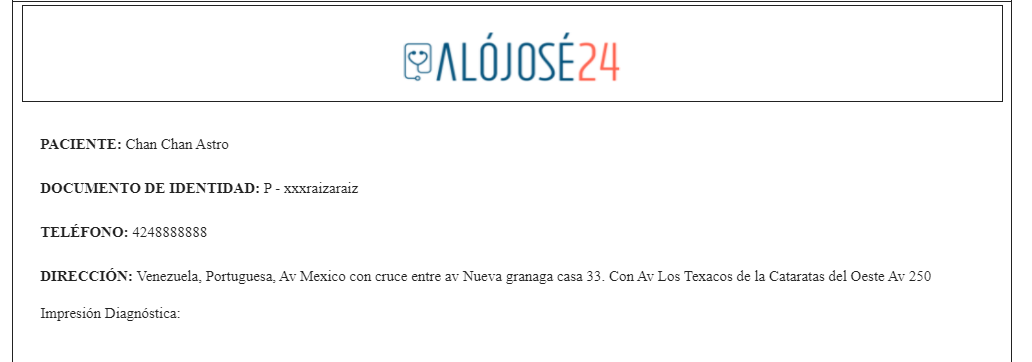 ALÓJOSÉ24
PACIENTE: Chan Chan Astro
DOCUMENTO DE IDENTIDAD: P - xxxraizaraiz
TELÉFONO: 4248888888
DIRECCIÓN: Venezuela, Portuguesa, Av Mexico con cruce entre av Nueva granaga casa 33. Con Av Los Texacos de la Cataratas del Oeste Av 250
Impresión Diagnóstica: